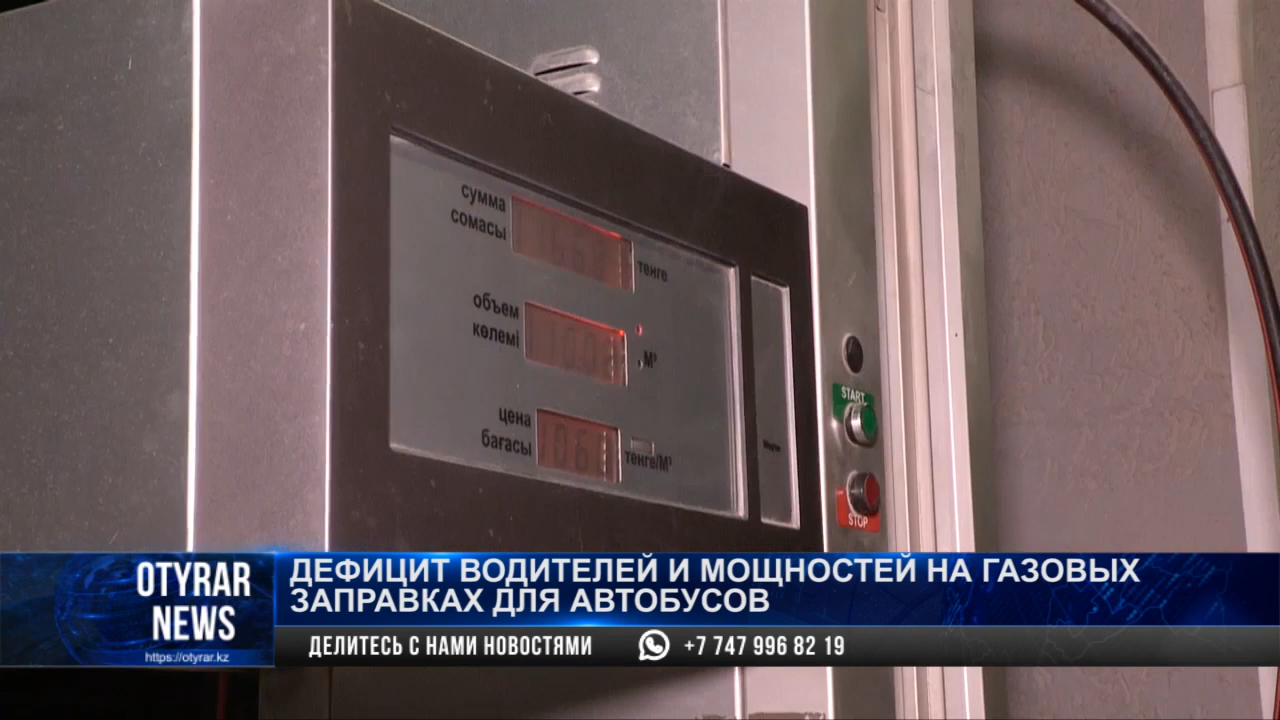 сумма
сомасы
тенге
объем
көлемі
м³
цена
бағасы
тенге/м³
START
STOP
OTYRAR
NEWS
https://otyrar.kz
ДЕФИЦИТ ВОДИТЕЛЕЙ И МОЩНОСТЕЙ НА ГАЗОВЫХ
ЗАПРАВКАХ ДЛЯ АВТОБУСОВ
ДЕЛИТЕСЬ С НАМИ НОВОСТЯМИ
+7 747 996 82 19